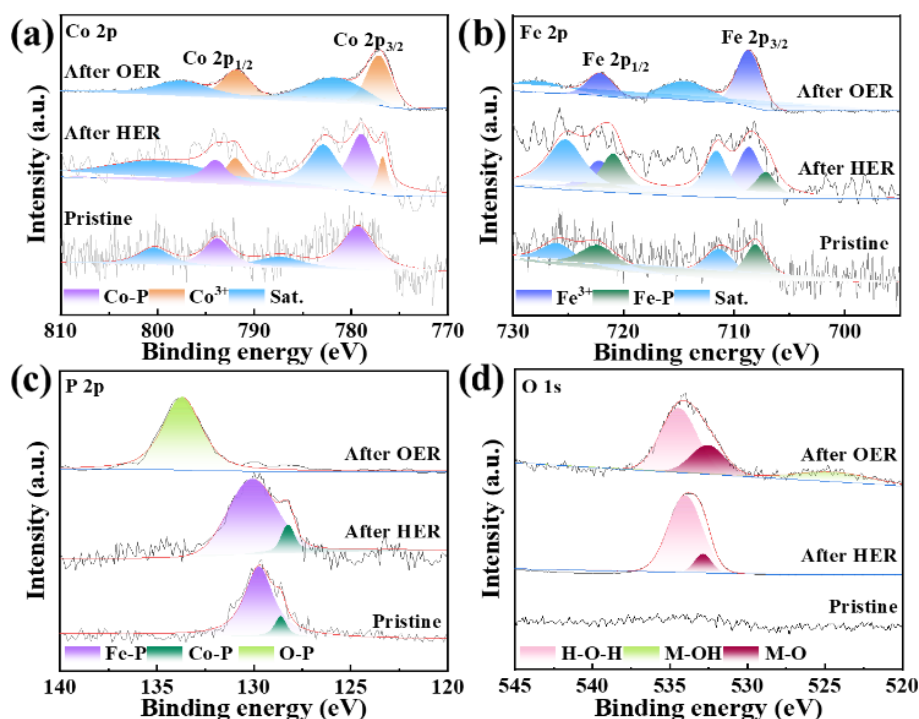 (a)
Co 2p
Co 2p1/2
Co 2p3/2
After OER
After HER
Pristine
Co-P Co3+ Sat.
810 800 790 780 770
Binding energy (eV)
Intensity (a.u.)
(b)
Fe 2p
Fe 2p1/2
Fe 2p3/2
After OER
After HER
Pristine
Fe3+ Fe-P Sat.
730 720 710 700
Binding energy (eV)
Intensity (a.u.)
(c)
P 2p
After OER
After HER
Pristine
Fe-P Co-P O-P
140 135 130 125 120
Binding energy (eV)
Intensity (a.u.)
(d)
O 1s
After OER
After HER
Pristine
H-O-H M-OH M-O
545 540 535 530 525 520
Binding energy (eV)
Intensity (a.u.)